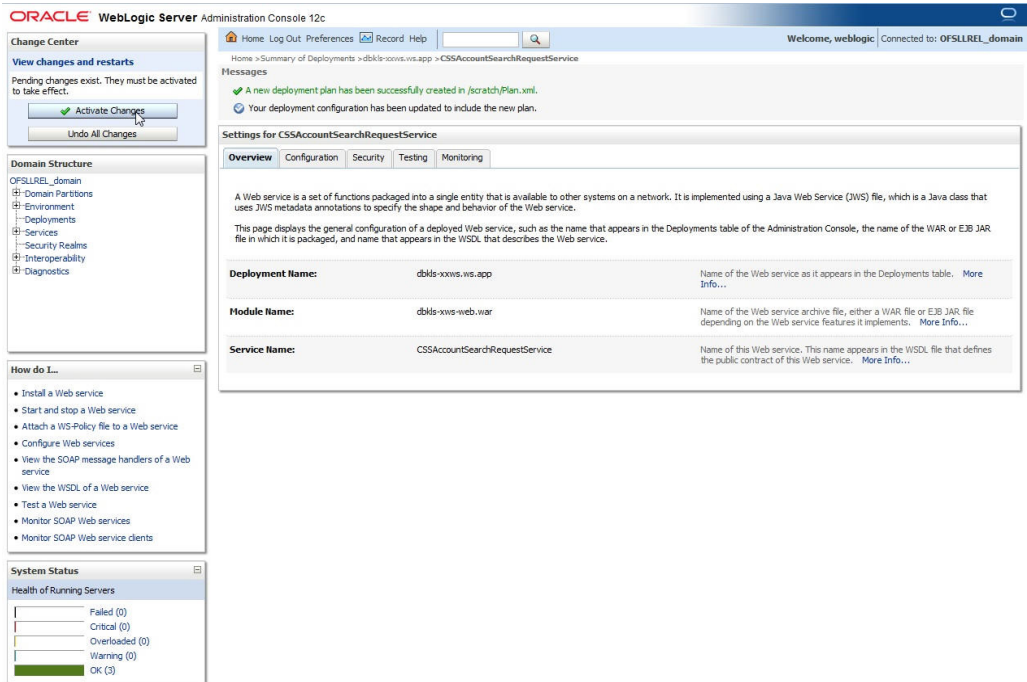 ORACLE WebLogic Server Administration Console 12c
Change Center
View changes and restarts
Pending changes exist. They must be activated
to take effect.
Activate Changes
Undo All Changes
Domain Structure
OFSLLREL_domain
Domain Partitions
Environment
Deployments
Services
Security Realms
Interoperability
Diagnostics
How do I...
Install a Web service
Start and stop a Web service
Attach a WS-Policy file to a Web service
Configure Web services
View the SOAP message handlers of a Web
service
View the WSDL of a Web service
Test a Web service
Monitor SOAP Web services
Monitor SOAP Web service clients
System Status
Health of Running Servers
Failed (0)
Critical (0)
Overloaded (0)
Warning (0)
OK (3)
Home Log Out Preferences Record Help
Welcome, weblogic Connected to: OFSLLREL_domain
Home >Summary of Deployments >dbkls-xxws.ws.app >CSSAccountSearchRequestService
Messages
A new deployment plan has been successfully created in /scratch/Plan.xml.
Your deployment configuration has been updated to include the new plan.
Settings for CSSAccountSearchRequestService
Overview Configuration Security Testing Monitoring
A Web service is a set of functions packaged into a single entity that is available to other systems on a network. It is implemented using a Java Web Service (JWS) file, which is a Java class that
uses JWS metadata annotations to specify the shape and behavior of the Web service.
This page displays the general configuration of a deployed Web service, such as the name that appears in the Deployments table of the Administration Console, the name of the WAR or EJB JAR
file in which it is packaged, and name that appears in the WSDL that describes the Web service.
Deployment Name: dbkls-xxws.ws.app Name of the Web service as it appears in the Deployments table. More
Info...
Module Name: dbkls-xws-web.war Name of the Web service archive file, either a WAR file or EJB JAR file
depending on the Web service features it implements. More Info...
Service Name: CSSAccountSearchRequestService Name of this Web service. This name appears in the WSDL file that defines
the public contract of this Web service. More Info...